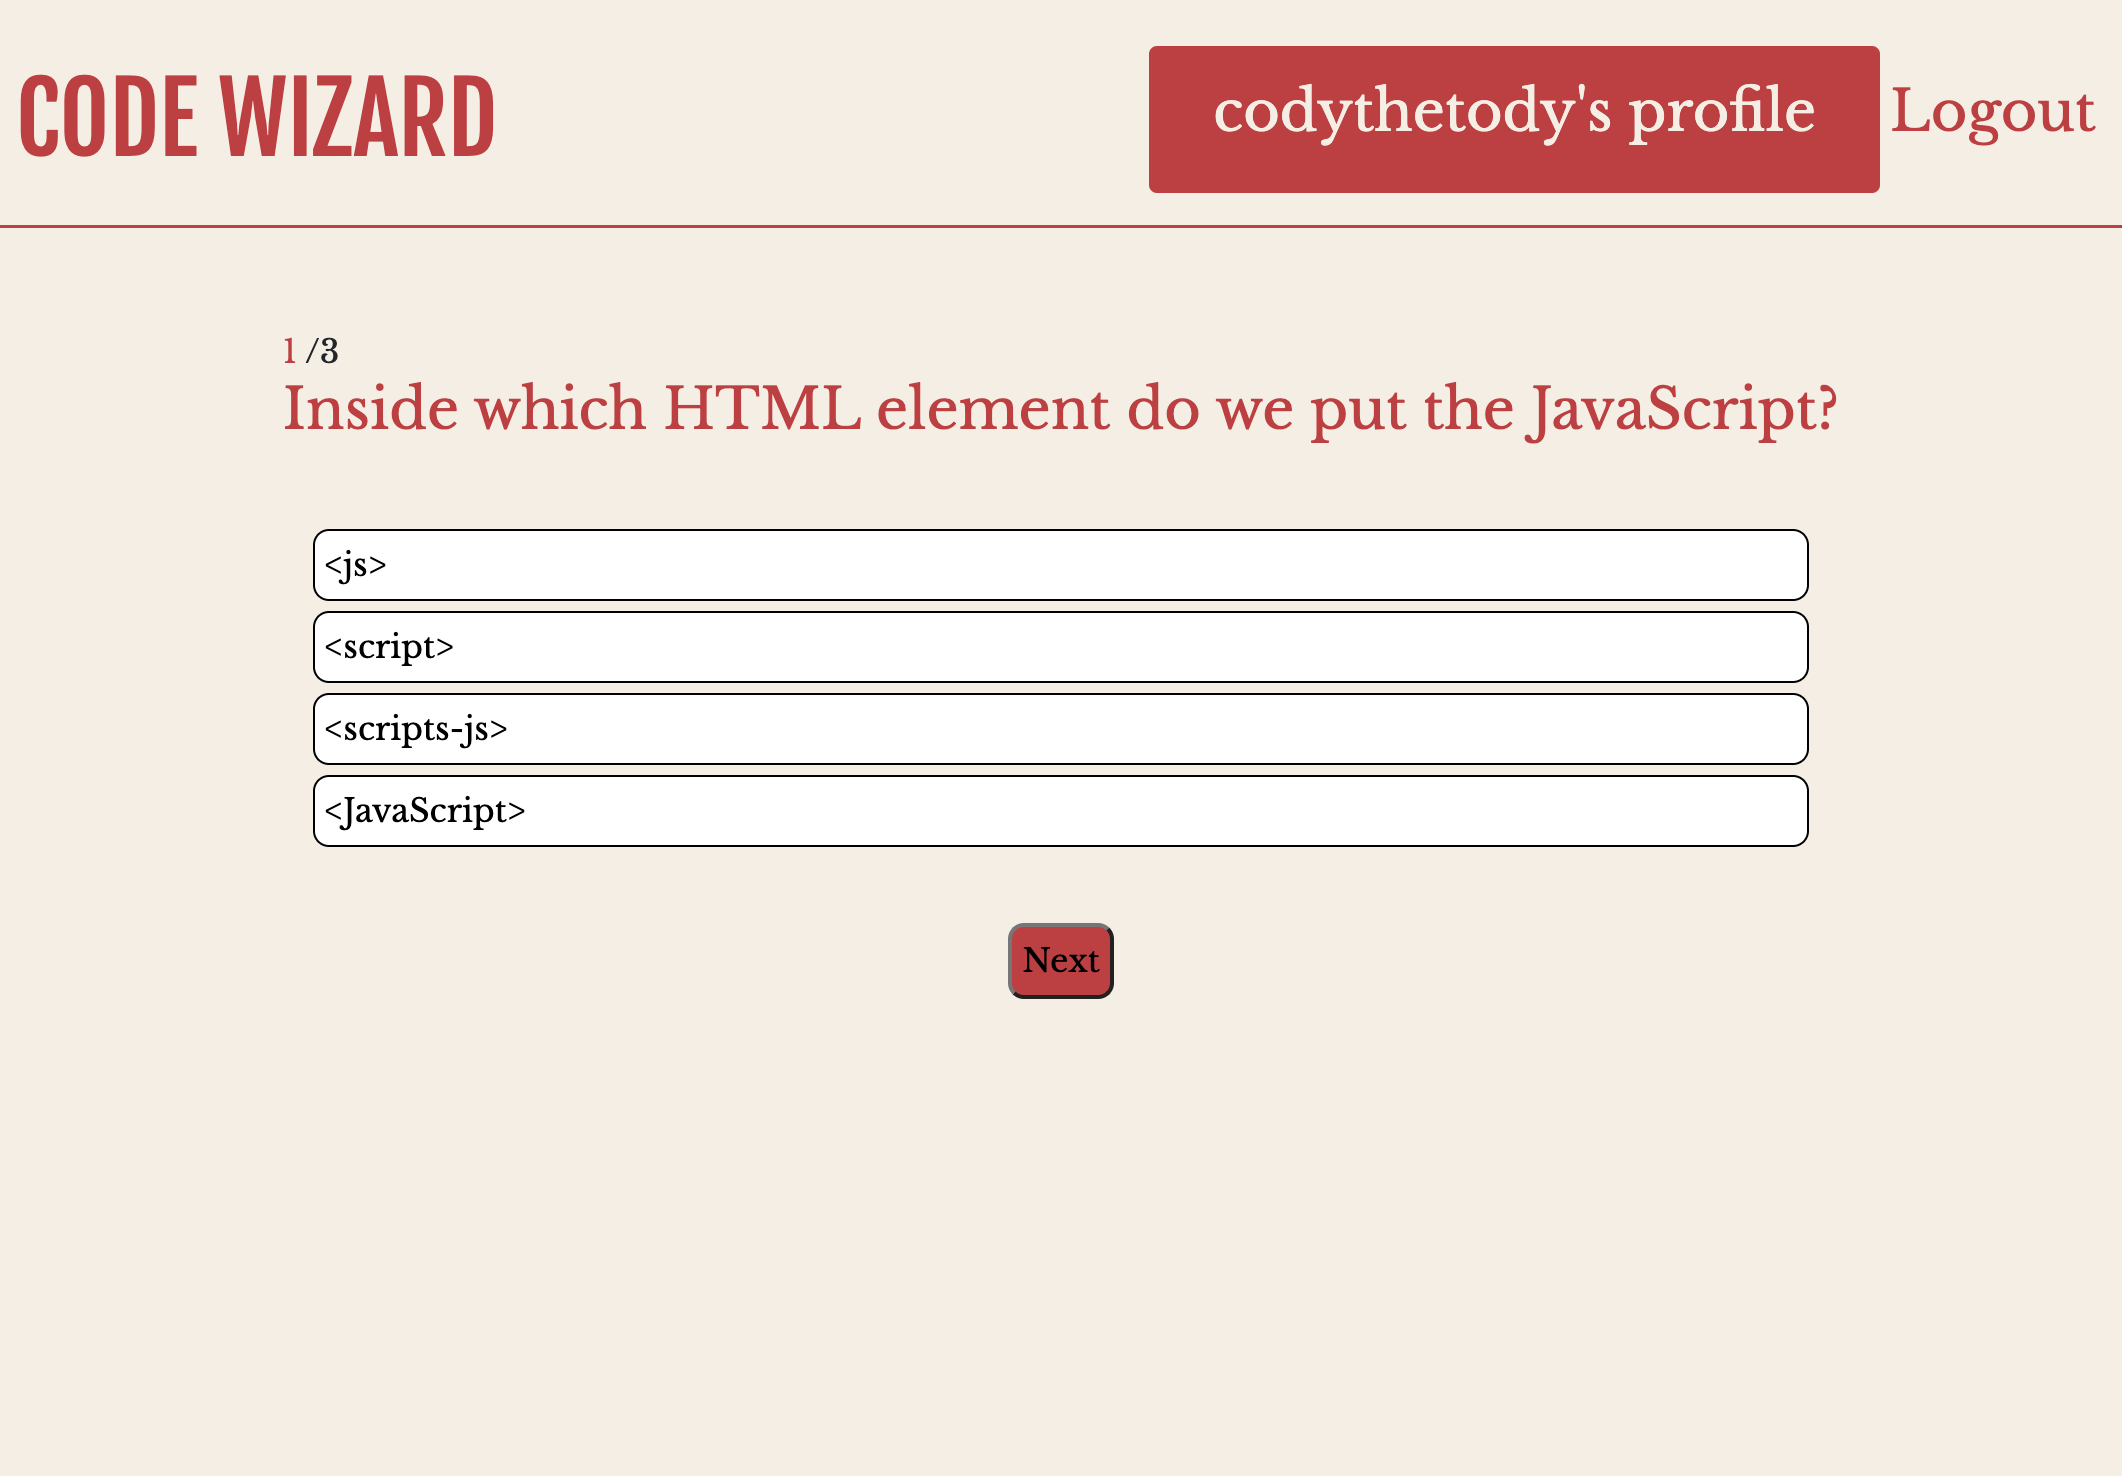 CODE WIZARD
codythetody's profile
Logout
1 /3
Inside which HTML element do we put the JavaScript?
<js>
<script>
<scripts-js>
<JavaScript>
Next